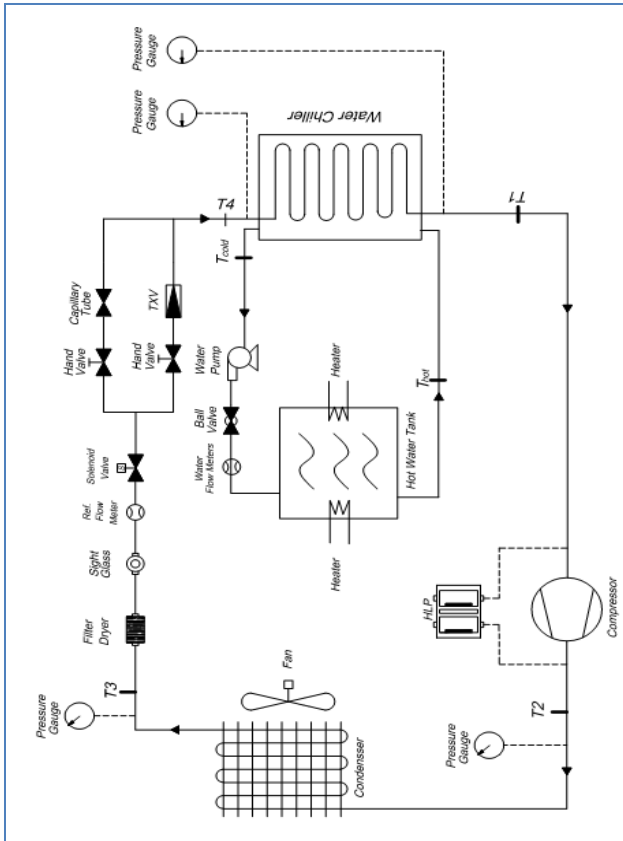 Pressure
Gauge
Pressure
Gauge
Water Chiller
T4
T1
Capillary
Tube
TXV
Tcold
Hand
Valve
Hand
Valve
Water
Pump
Heater
Thot
Ball
Valve
Solenoid
Valve
S
Water
Flow Meters
Hot Water Tank
Ref.
Flow
Meter
Sight
Glass
Heater
HLP
Compressor
Filter
Dryer
Fan
T3
T2
Pressure
Gauge
Condensser
Pressure
Gauge